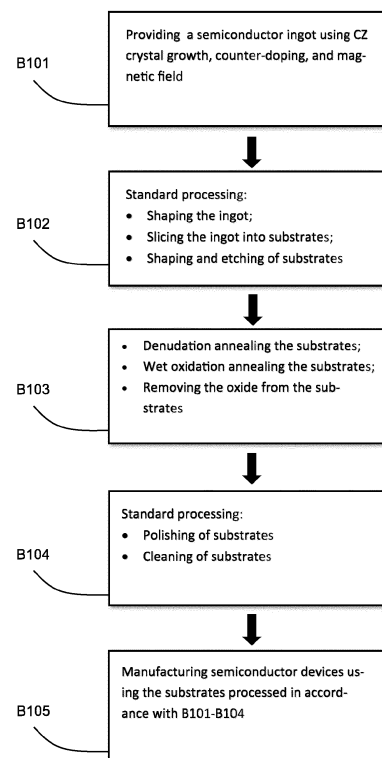 B101
Providing a semiconductor ingot using CZ
crystal growth, counter-doping, and mag-
netic field
B102
Standard processing:
• Shaping the ingot;
• Slicing the ingot into substrates;
• Shaping and etching of substrates
B103
• Denudation annealing the substrates;
• Wet oxidation annealing the substrates;
• Removing the oxide from the sub-
strates
B104
Standard processing:
• Polishing of substrates
• Cleaning of substrates
B105
Manufacturing semiconductor devices us-
ing the substrates processed in accord-
ance with B101-B104